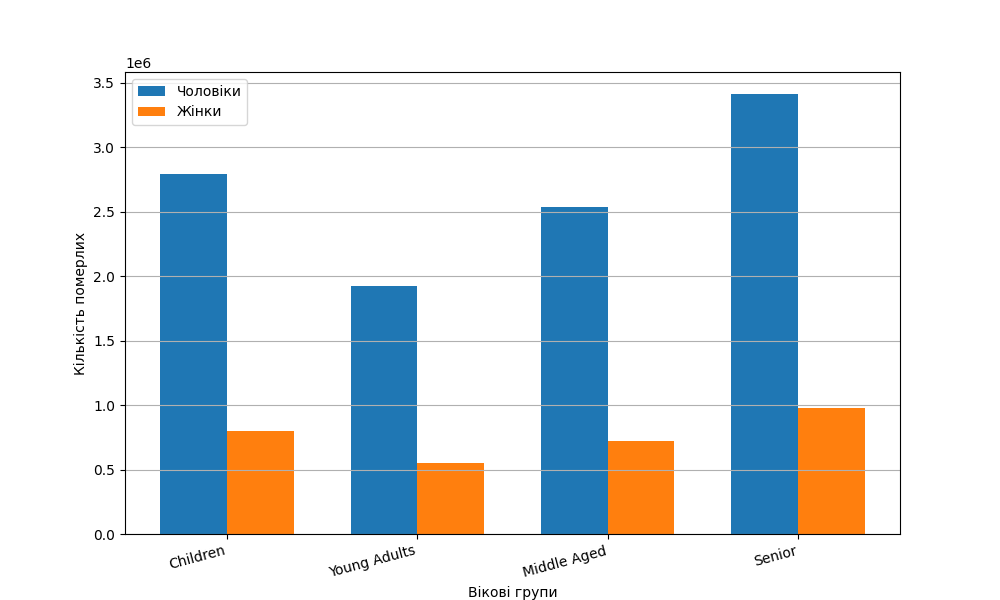 1e6
3.5
3.0
2.5
2.0
1.5
1.0
0.5
0.0
Кількість померлих
Чоловіки
Жінки
Children
Young Adults
Middle Aged
Senior
Вікові групи